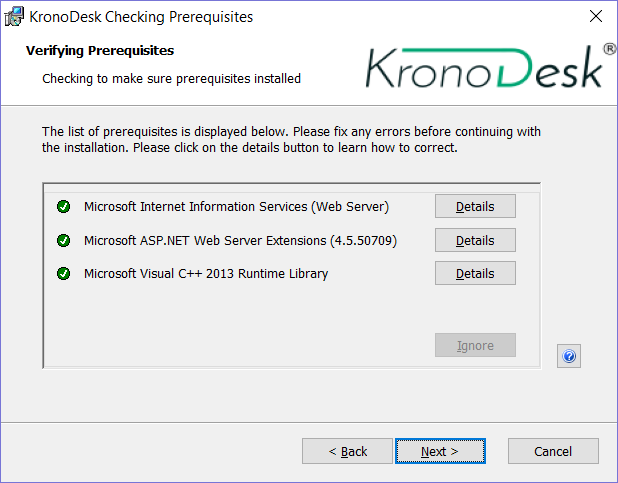 KronoDesk Checking Prerequisites
Verifying Prerequisites
Checking to make sure prerequisites installed
KronoDesk®
The list of prerequisites is displayed below. Please fix any errors before continuing with
the installation. Please click on the details button to learn how to correct.
Microsoft Internet Information Services (Web Server)
Details
Microsoft ASP.NET Web Server Extensions (4.5.50709)
Details
Microsoft Visual C++ 2013 Runtime Library
Details
Ignore
?
< Back
Next >
Cancel